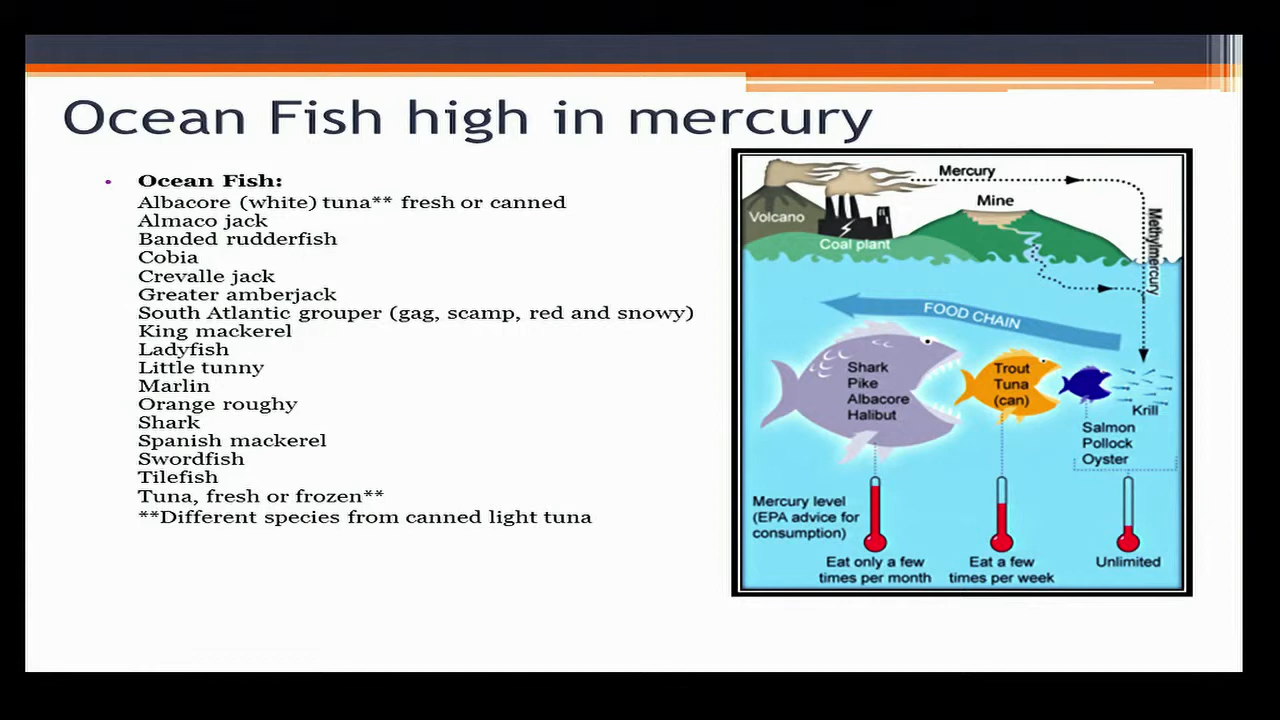 Ocean Fish high in mercury
• Ocean Fish:
Albacore (white) tuna** fresh or canned
Almaco jack
Banded rudderfish
Cobia
Crevalle jack
Greater amberjack
South Atlantic grouper (gag, scamp, red and snowy)
King mackerel
Ladyfish
Little tunny
Marlin
Orange roughy
Shark
Spanish mackerel
Swordfish
Tilefish
Tuna, fresh or frozen**
**Different species from canned light tuna
Mercury
Mine
Volcano
Coal plant
Methylmercury
FOOD CHAIN
Shark
Pike
Albacore
Halibut
Trout
Tuna
(can)
Krill
Salmon
Pollock
Oyster
Mercury level
(EPA advice for
consumption)
Eat only a few
times per month
Eat a few
times per week
Unlimited